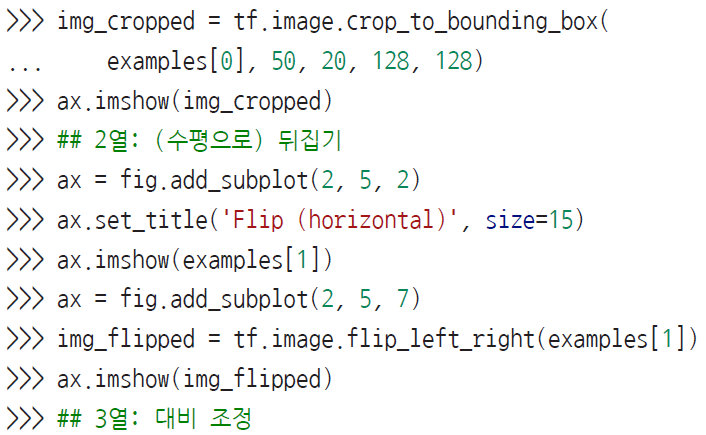 >>> img_cropped = tf.image.crop_to_bounding_box(
...     examples[0], 50, 20, 128, 128)
>>> ax.imshow(img_cropped)
>>> ## 2열: (수평으로) 뒤집기
>>> ax = fig.add_subplot(2, 5, 2)
>>> ax.set_title('Flip (horizontal)', size=15)
>>> ax.imshow(examples[1])
>>> ax = fig.add_subplot(2, 5, 7)
>>> img_flipped = tf.image.flip_left_right(examples[1])
>>> ax.imshow(img_flipped)
>>> ## 3열: 대비 조정